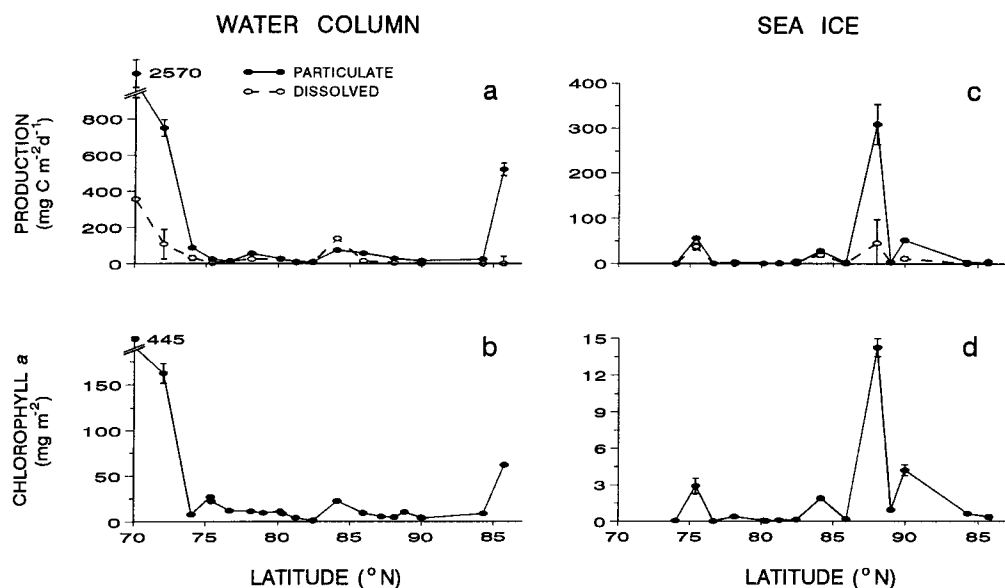 WATER COLUMN
SEA ICE
2570
PARTICULATE
DISSOLVED
a
800
600
400
200
0
PRODUCTION
(mg C m⁻²d⁻¹)
c
400
300
200
100
50
0
445
b
150
100
50
25
0
CHLOROPHYLL a
(mg m⁻²)
70 75 80 85 90 85
LATITUDE (°N)
d
15
12
9
6
3
0
70 75 80 85 90 85
LATITUDE (°N)